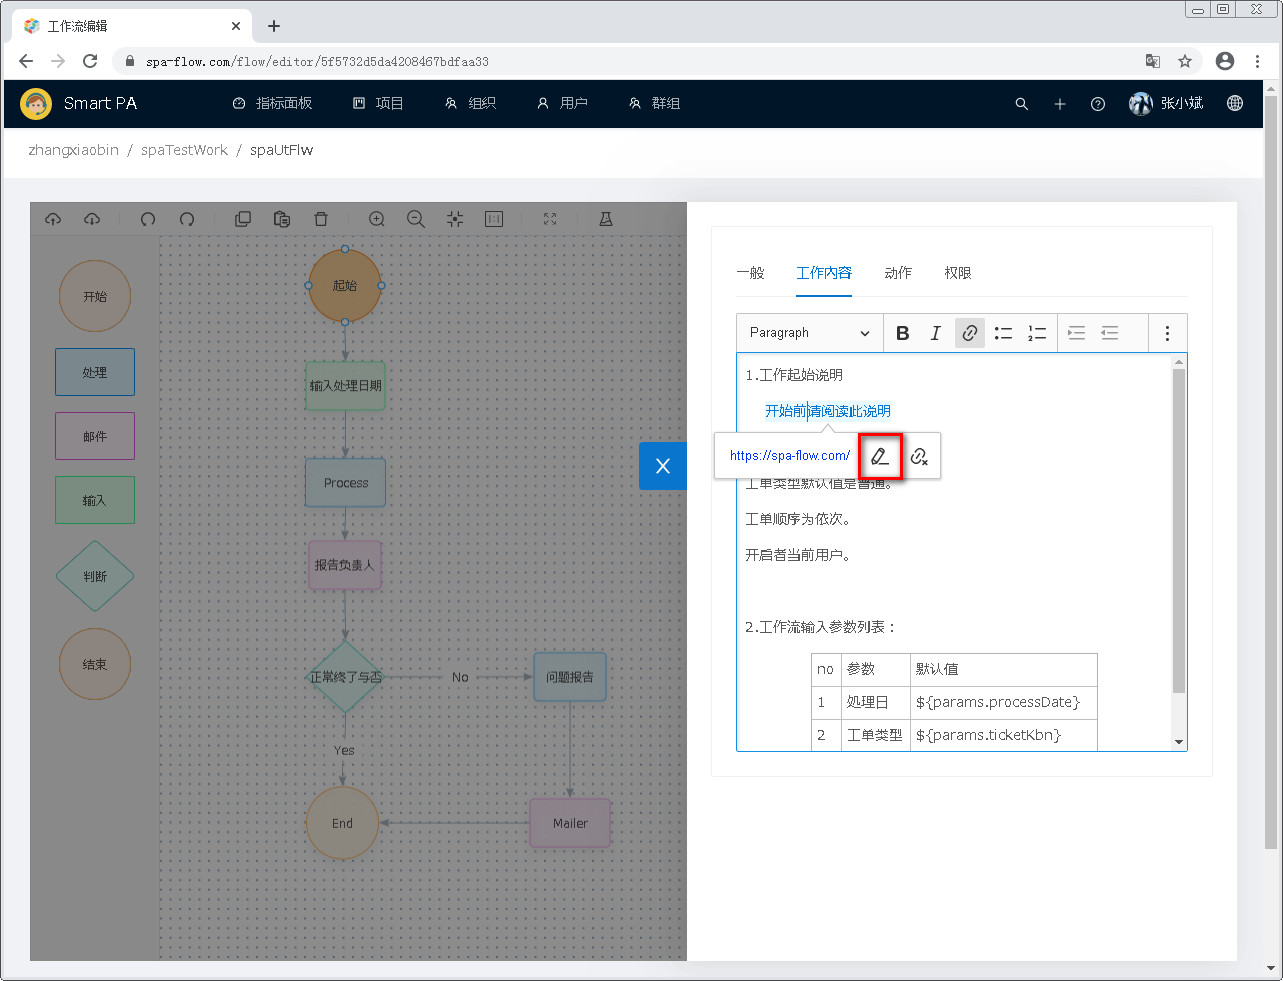 工作流编辑
spa-flow.com/flow/editor/5f5732d5da4208467bdfaa33
Smart PA
指标面板
项目
组织
用户
群组
张小斌
zhangxiaobin / spaTestWork / spaUtFlw
开始
处理
邮件
输入
判断
结束
起始
输入处理日期
Process
报告负责人
正常终了与否
No
问题报告
Yes
End
Mailer
一般
工作内容
动作
权限
Paragraph
1.工作起始说明
开始前请阅读此说明
https://spa-flow.com/
工单类型默认值是普通。
工单顺序为依次。
开启者当前用户。
2.工作流输入参数列表：
no 参数 默认值
1 处理日 ${params.processDate}
2 工单类型 ${params.ticketKbn}